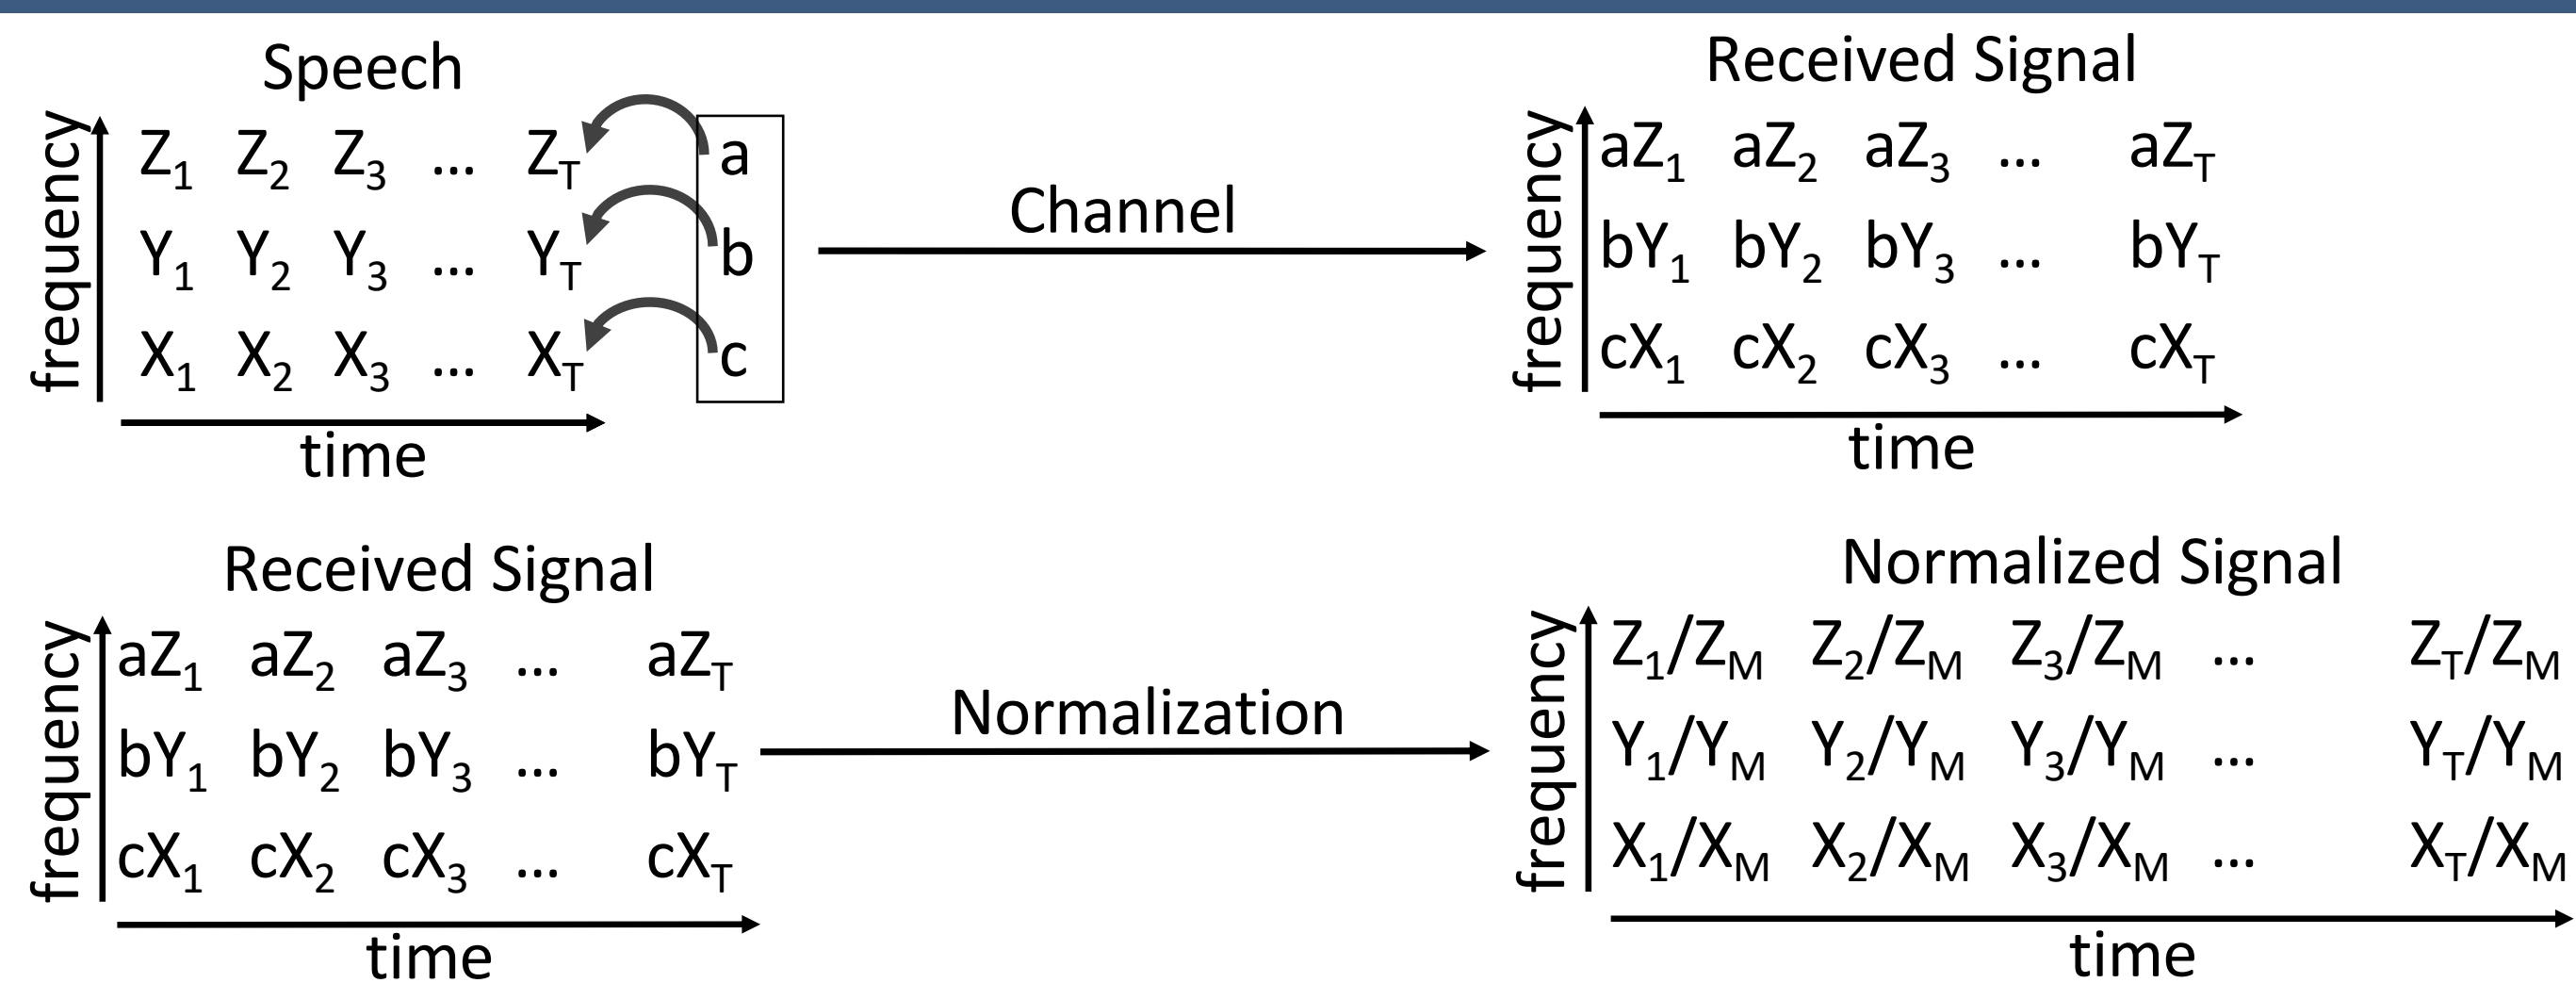 Speech
frequency
Z1 Z2 Z3 ... ZT a
Y1 Y2 Y3 ... YT b
X1 X2 X3 ... XT c
time
Channel
Received Signal
frequency
aZ1 aZ2 aZ3 ... aZT
bY1 bY2 bY3 ... bYT
cX1 cX2 cX3 ... cXT
time
Received Signal
frequency
aZ1 aZ2 aZ3 ... aZT
bY1 bY2 bY3 ... bYT
cX1 cX2 cX3 ... cXT
time
Normalization
Normalized Signal
frequency
Z1/ZM Z2/ZM Z3/ZM ... ZT/ZM
Y1/YM Y2/YM Y3/YM ... YT/YM
X1/XM X2/XM X3/XM ... XT/XM
time